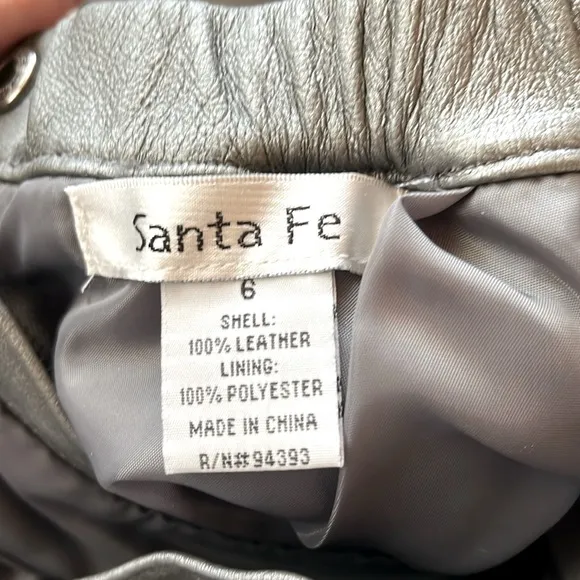 Santa Fe
6
SHELL:
100% LEATHER
LINING:
100% POLYESTER
MADE IN CHINA
R/N#94393